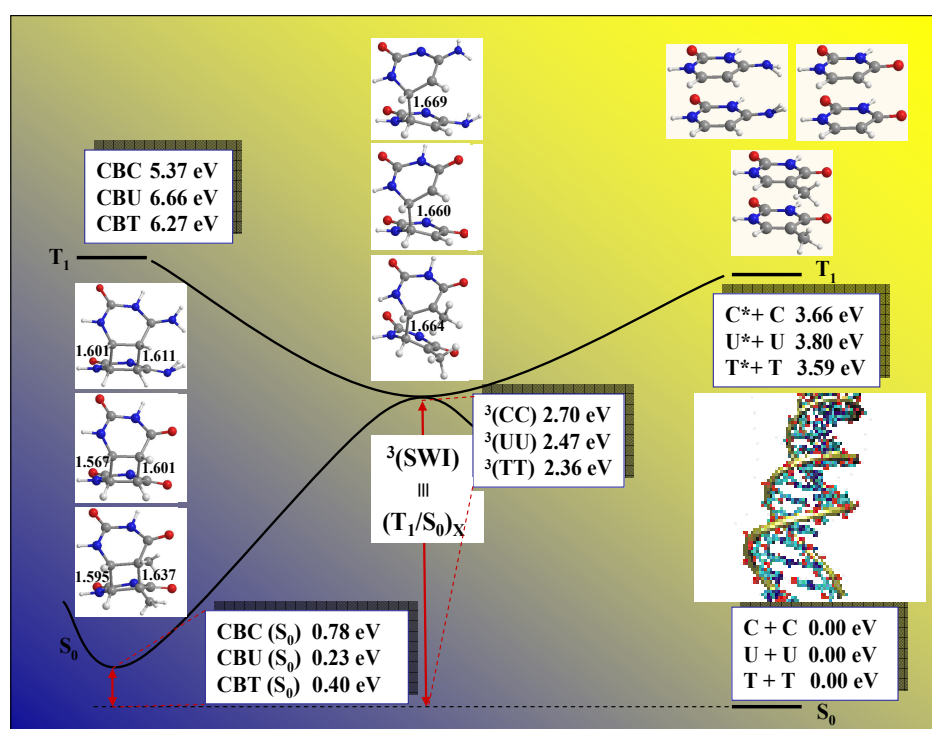 1.669
CBC 5.37 eV
CBU 6.66 eV
CBT 6.27 eV
1.660
T₁
T₁
1.664
C*+ C 3.66 eV
U*+ U 3.80 eV
T*+ T 3.59 eV
1.601
1.611
³(CC) 2.70 eV
³(UU) 2.47 eV
³(TT) 2.36 eV
³(SWI)
≡
(T₁/S₀)ₓ
1.567
1.601
1.595
1.637
S₀
CBC (S₀) 0.78 eV
CBU (S₀) 0.23 eV
CBT (S₀) 0.40 eV
C + C 0.00 eV
U + U 0.00 eV
T + T 0.00 eV
S₀